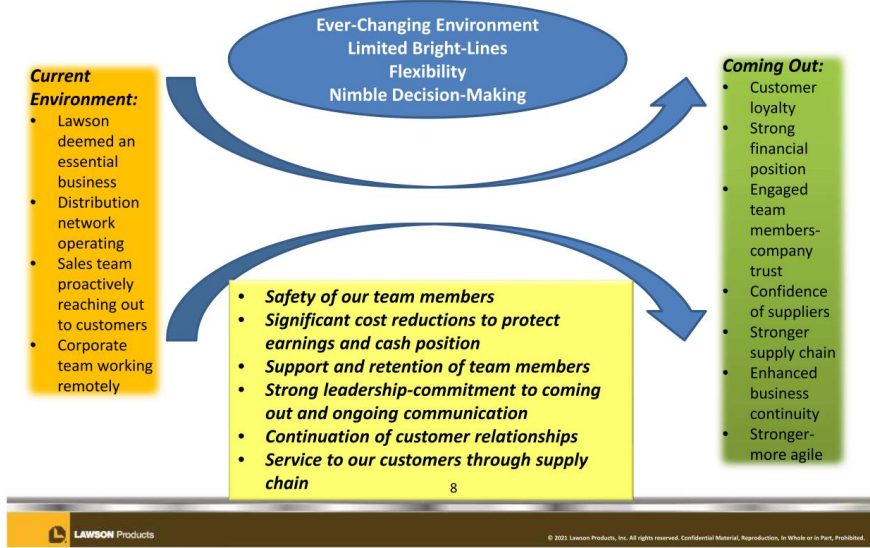 Ever-Changing Environment
Limited Bright-Lines
Flexibility
Nimble Decision-Making
Current
Environment:
• Lawson
deemed an
essential
business
• Distribution
network
operating
• Sales team
proactively
reaching out
to customers
• Corporate
team working
remotely
• Safety of our team members
• Significant cost reductions to protect
earnings and cash position
• Support and retention of team members
• Strong leadership-commitment to coming
out and ongoing communication
• Continuation of customer relationships
• Service to our customers through supply
chain
8
Coming Out:
• Customer
loyalty
• Strong
financial
position
• Engaged
team
members-
company
trust
• Confidence
of suppliers
• Stronger
supply chain
• Enhanced
business
continuity
• Stronger-
more agile
LAWSON Products
© 2021 Lawson Products, Inc. All rights reserved. Confidential Material, Reproduction, In Whole or in Part, Prohibited.